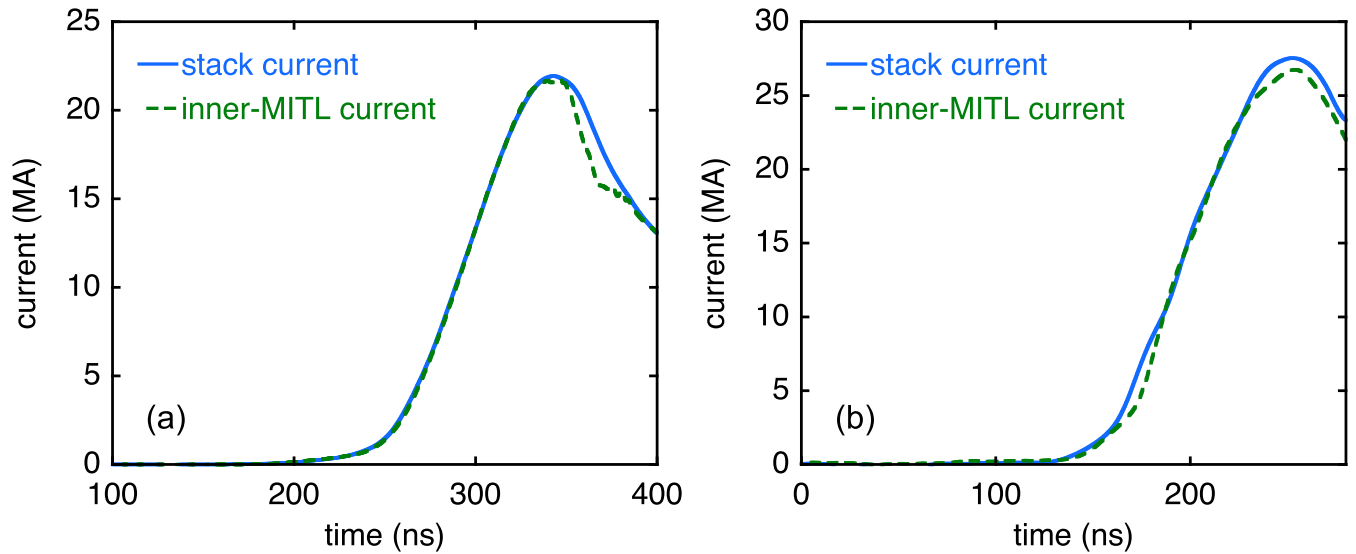 25
20
15
10
5
0
current (MA)
stack current
inner-MITL current
(a)
100
200
300
400
time (ns)
30
25
20
15
10
5
0
current (MA)
stack current
inner-MITL current
(b)
0
100
200
time (ns)